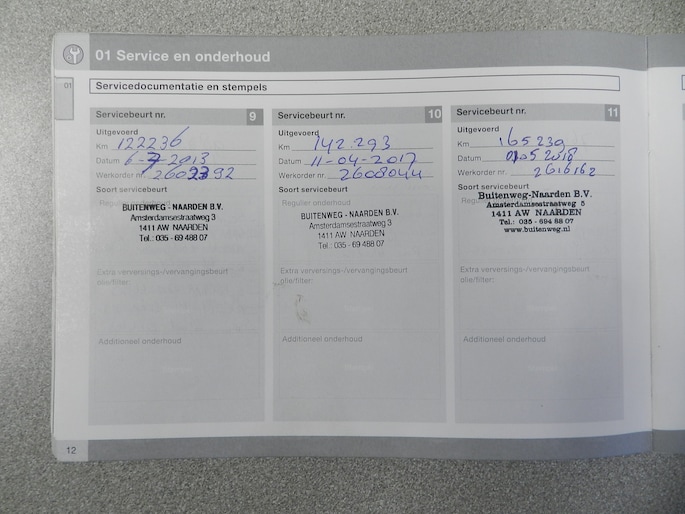 01 Service en onderhoud
01
Servicedocumentatie en stempels
Servicebeurt nr. 9
Uitgevoerd
Km 122236
Datum 6-7-2013
Werkorder nr.
Soort servicebeurt
BUITENWEG - NAARDEN B.V.
Amsterdamsestraatweg 3
1411 AW NAARDEN
Tel.: 035 - 69 488 07
Extra verversings-/vervangingsbeurt
olie/filter:
Additioneel onderhoud
Servicebeurt nr. 10
Uitgevoerd
Km 142.293
Datum 11-04-2017
Werkorder nr. 2608044
Soort servicebeurt
Regulier onderhoud
BUITENWEG - NAARDEN B.V.
Amsterdamsestraatweg 3
1411 AW NAARDEN
Tel.: 035 - 69 488 07
Extra verversings-/vervangingsbeurt
olie/filter:
Additioneel onderhoud
Servicebeurt nr. 11
Uitgevoerd
Km 165239
Datum 01052018
Werkorder nr. 2616162
Soort servicebeurt
Buitenweg-Naarden B.V.
Amsterdamsestraatweg 5
1411 AW NAARDEN
Tel.: 035 - 694 88 07
www.buitenweg.nl
Extra verversings-/vervangingsbeurt
olie/filter:
Additioneel onderhoud
12